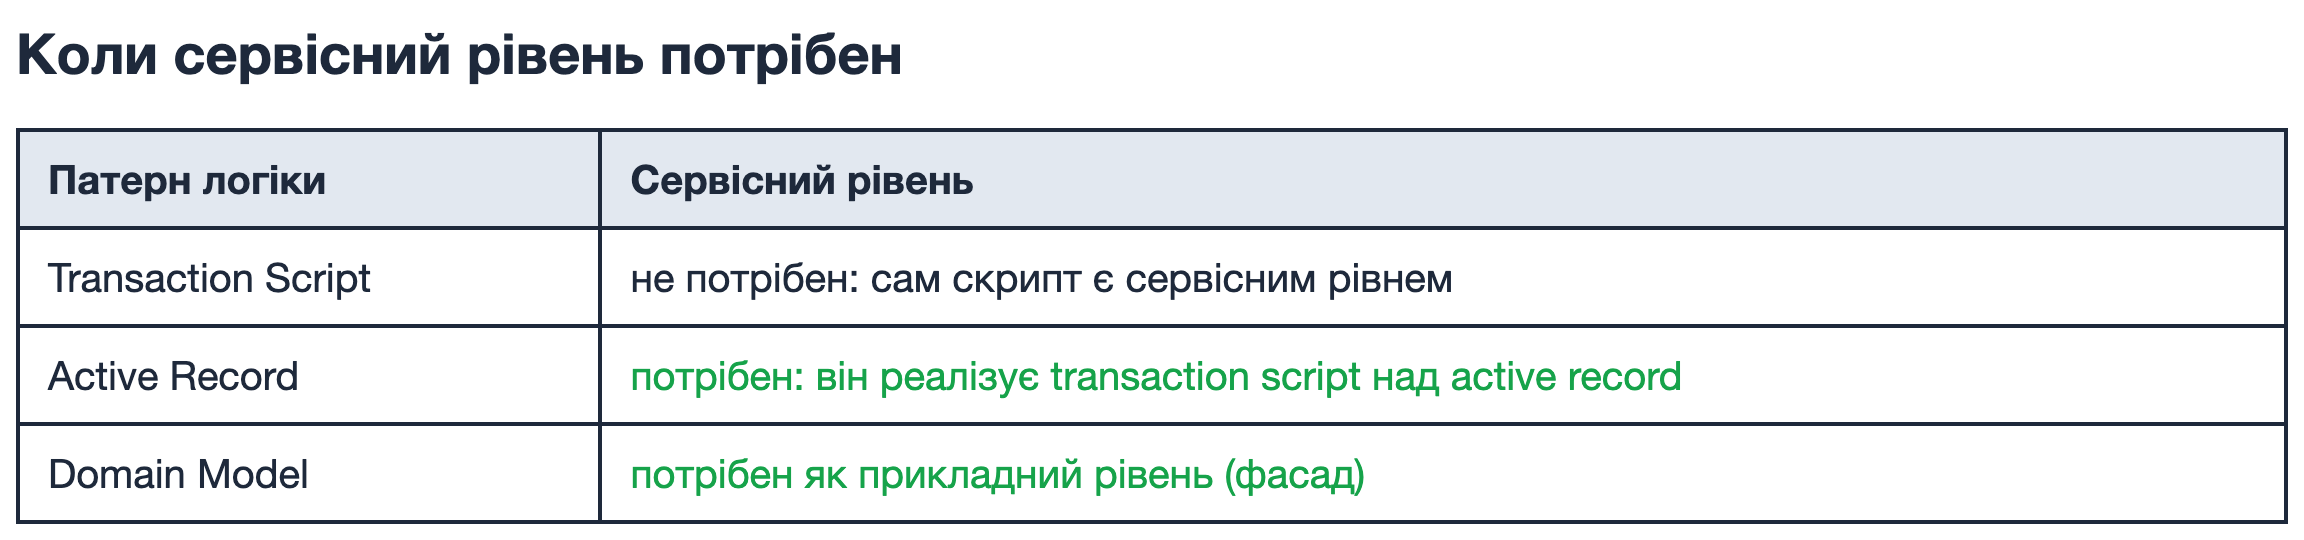 Коли сервісний рівень потрібен
Патерн логіки
Сервісний рівень
Transaction Script
не потрібен: сам скрипт є сервісним рівнем
Active Record
потрібен: він реалізує transaction script над active record
Domain Model
потрібен як прикладний рівень (фасад)